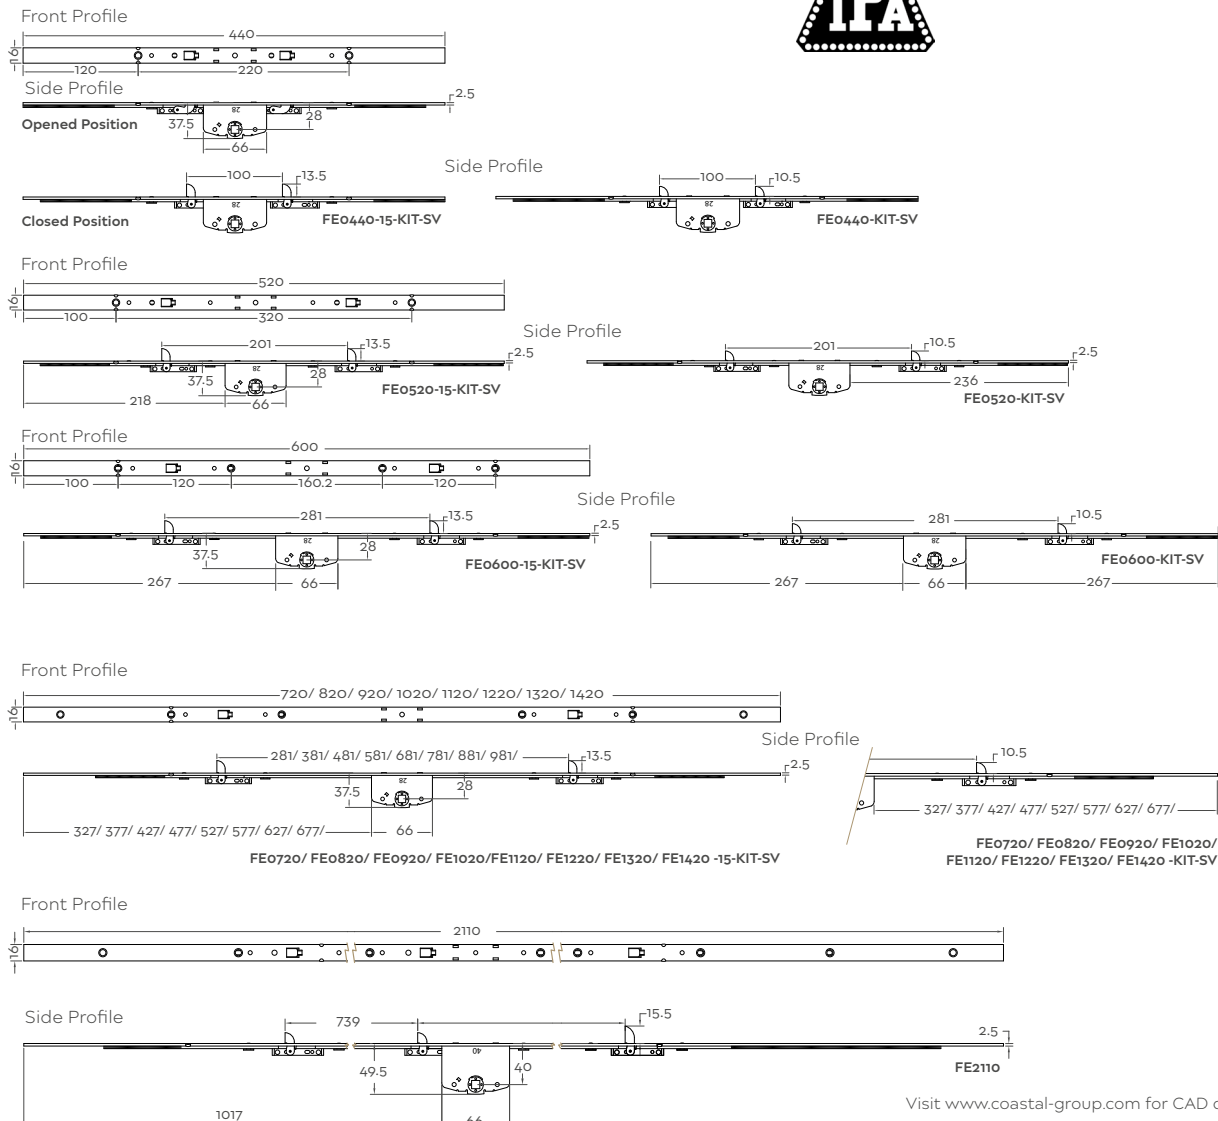 IPA
Front Profile
440
16
120
220
Side Profile
2.5
28
Opened Position
37.5
28
66
Side Profile
100
13.5
100
10.5
28
28
Closed Position
FE0440-15-KIT-SV
FE0440-KIT-SV
Front Profile
520
16
100
320
Side Profile
201
13.5
2.5
201
10.5
2.5
28
37.5
28
FE0520-15-KIT-SV
28
236
218
66
FE0520-KIT-SV
Front Profile
600
16
100
120
160.2
120
Side Profile
281
13.5
2.5
281
10.5
28
37.5
28
FE0600-15-KIT-SV
28
FE0600-KIT-SV
267
66
267
66
267
Front Profile
720/ 820/ 920/ 1020/ 1120/ 1220/ 1320/ 1420
16
Side Profile
281/ 381/ 481/ 581/ 681/ 781/ 881/ 981/
13.5
2.5
10.5
28
37.5
28
327/ 377/ 427/ 477/ 527/ 577/ 627/ 677/
66
327/ 377/ 427/ 477/ 527/ 577/ 627/ 677/
FE0720/ FE0820/ FE0920/ FE1020/FE1120/ FE1220/ FE1320/ FE1420 -15-KIT-SV
FE0720/ FE0820/ FE0920/ FE1020/
FE1120/ FE1220/ FE1320/ FE1420 -KIT-SV
Front Profile
2110
16
Side Profile
739
15.5
2.5
40
49.5
40
FE2110
1017
66
Visit www.coastal-group.com for CAD